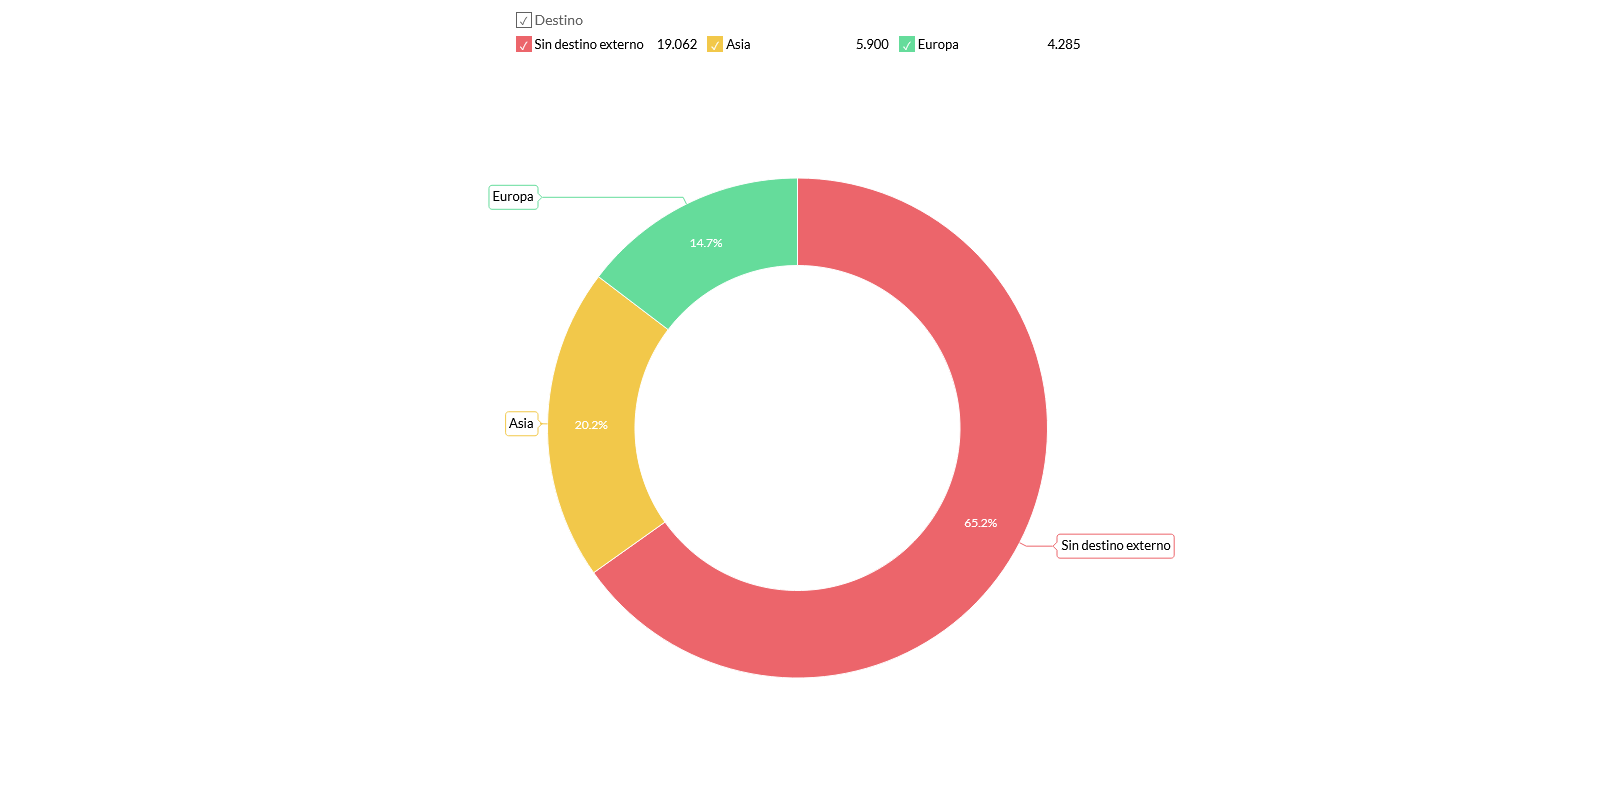 Destino
Sin destino externo 19.062 Asia 5.900 Europa 4.285
Europa
14.7%
Asia
20.2%
65.2%
Sin destino externo